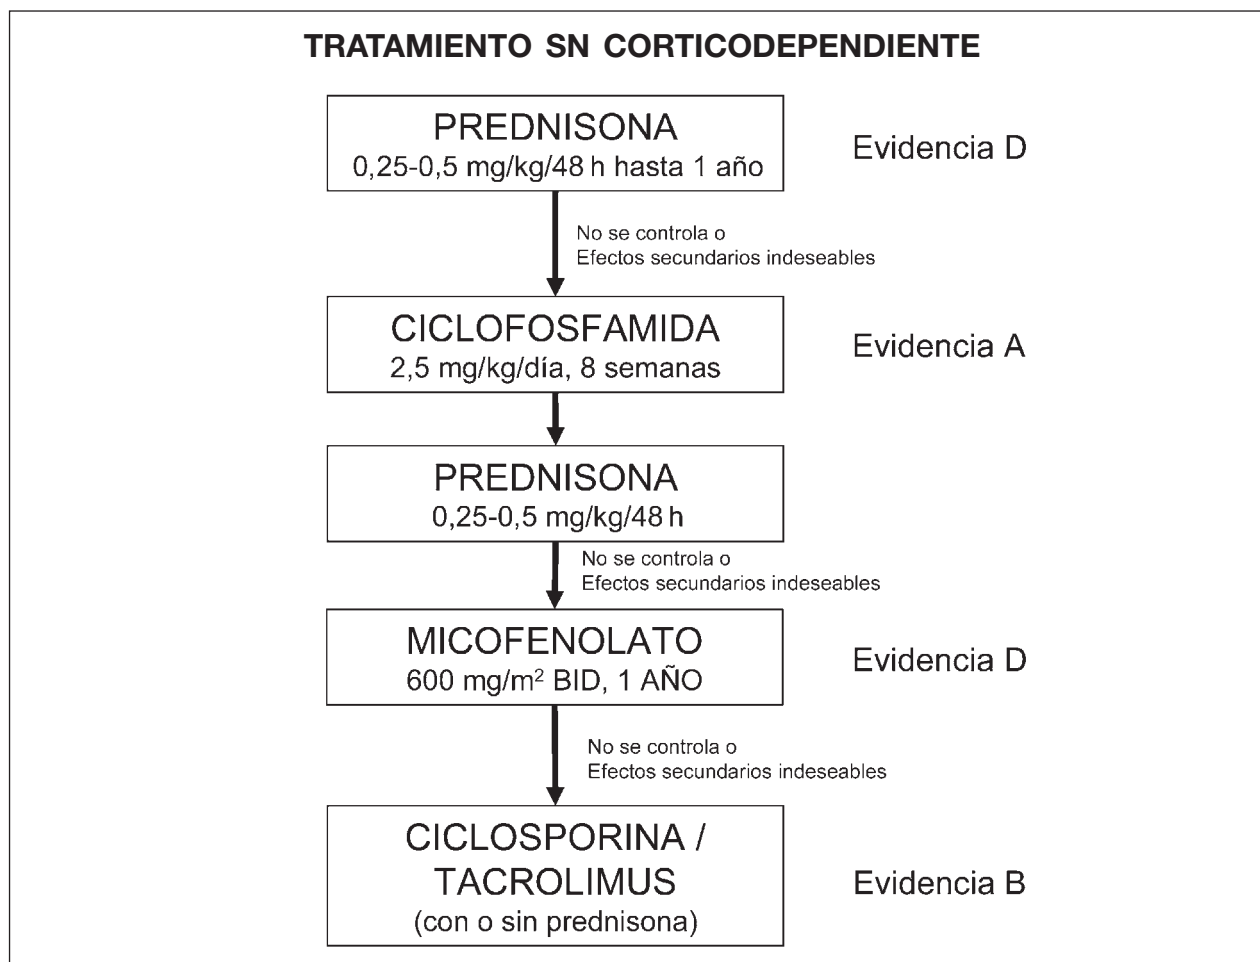 TRATAMIENTO SN CORTICODEPENDIENTE
PREDNISONA
0,25-0,5 mg/kg/48 h hasta 1 año
Evidencia D
No se controla o
Efectos secundarios indeseables
CICLOFOSFAMIDA
2,5 mg/kg/día, 8 semanas
Evidencia A
PREDNISONA
0,25-0,5 mg/kg/48 h
No se controla o
Efectos secundarios indeseables
MICOFENOLATO
600 mg/m² BID, 1 AÑO
Evidencia D
No se controla o
Efectos secundarios indeseables
CICLOSPORINA /
TACROLIMUS
(con o sin prednisona)
Evidencia B